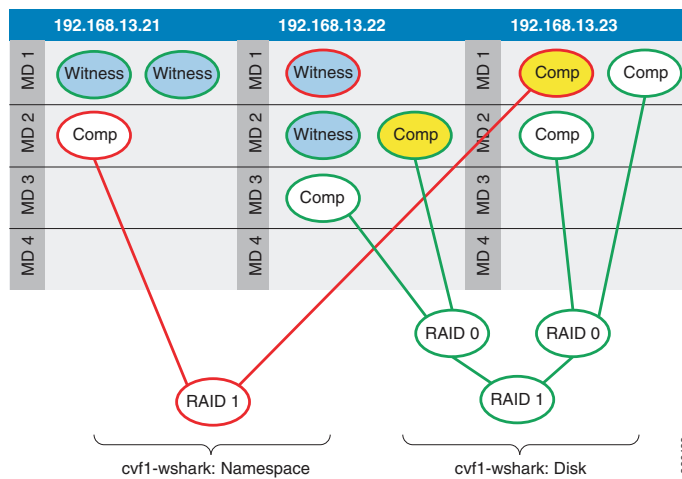 192.168.13.21 192.168.13.22 192.168.13.23
MD 1 Witness Witness MD 1 Witness MD 1 Comp Comp
MD 2 Comp MD 2 Witness Comp MD 2 Comp
MD 3 MD 3 Comp MD 3
MD 4 MD 4 MD 4
RAID 0 RAID 0
RAID 1 RAID 1
cvf1-wshark: Namespace cvf1-wshark: Disk